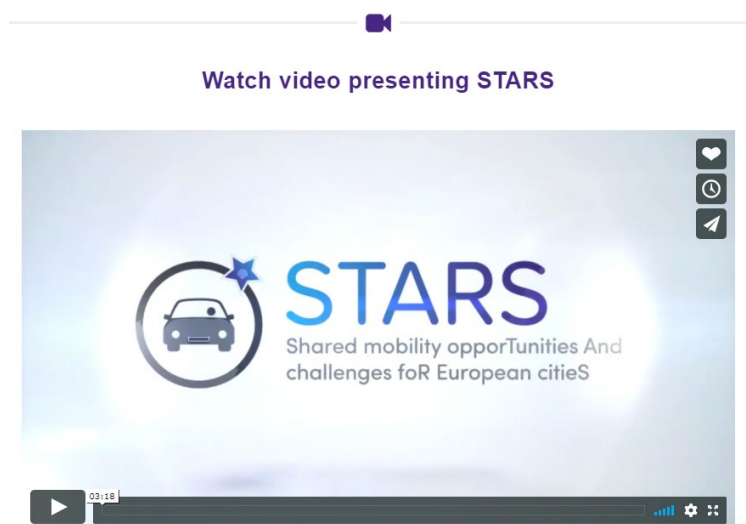 Watch video presenting STARS
STARS
Shared mobility opporTunities And
challenges foR European citieS
03:18